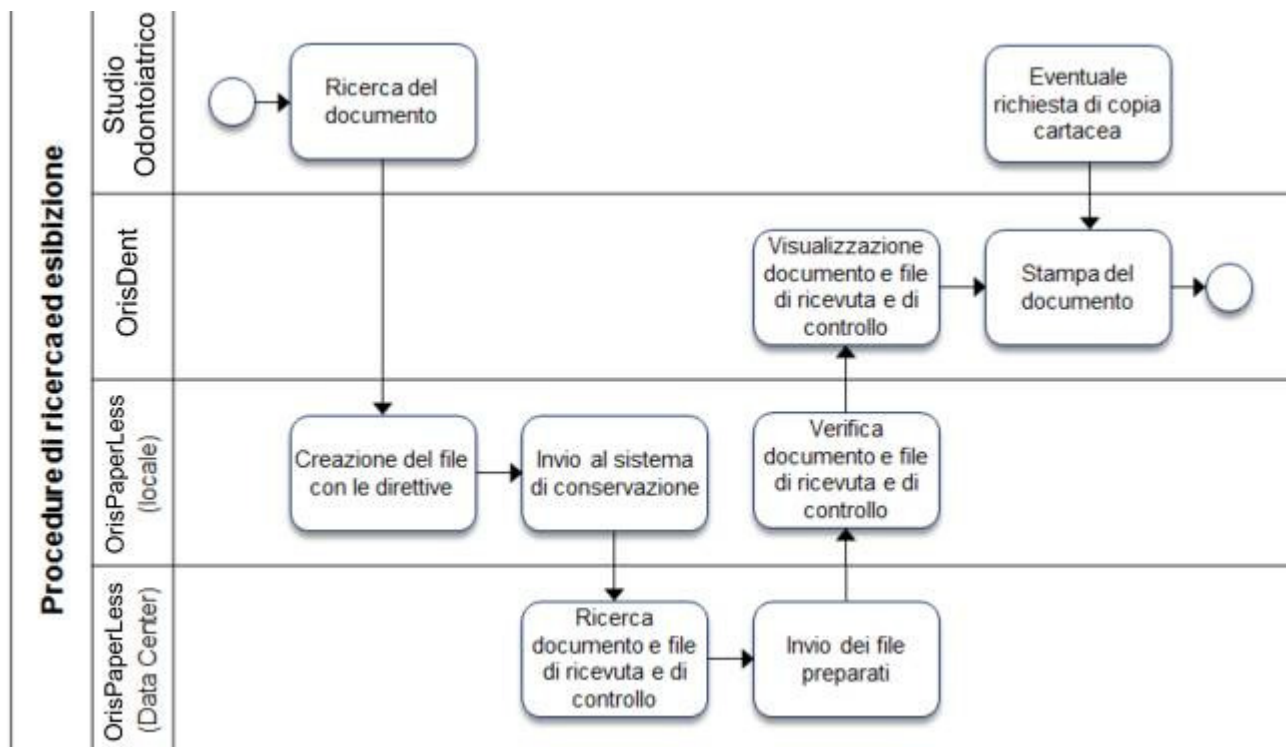 Procedure di ricerca ed esibizione
Studio
Odontoiatrico
Ricerca del
documento
Eventuale
richiesta di copia
cartacea
OrisDent
Visualizzazione
documento e file
di ricevuta e di
controllo
Stampa del
documento
OrisPaperLess
(locale)
Creazione del file
con le direttive
Invio al sistema
di conservazione
Verifica
documento e file
di ricevuta e di
controllo
OrisPaperLess
(Data Center)
Ricerca
documento e file
di ricevuta e di
controllo
Invio dei file
preparati